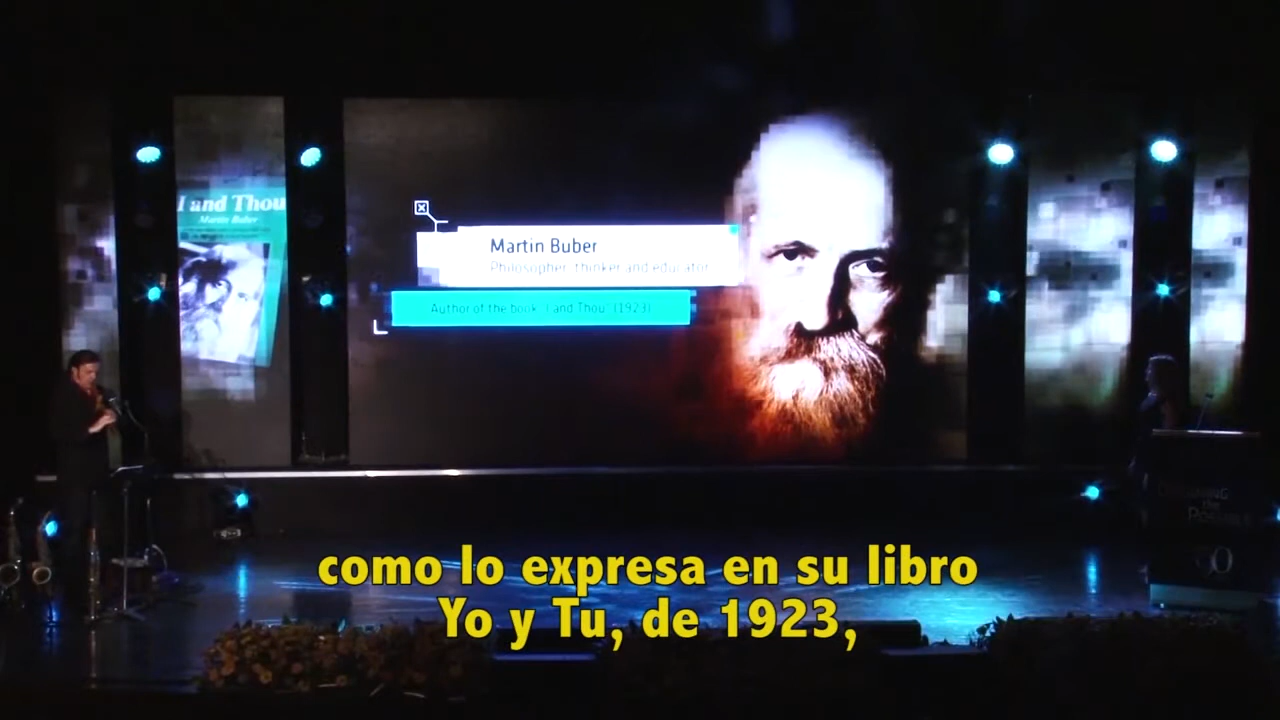 I and Thou
Martin Buber
Martin Buber
Philosopher, thinker and educator
Author of the book "I and Thou" (1923)
como lo expresa en su libro
Yo y Tu, de 1923,